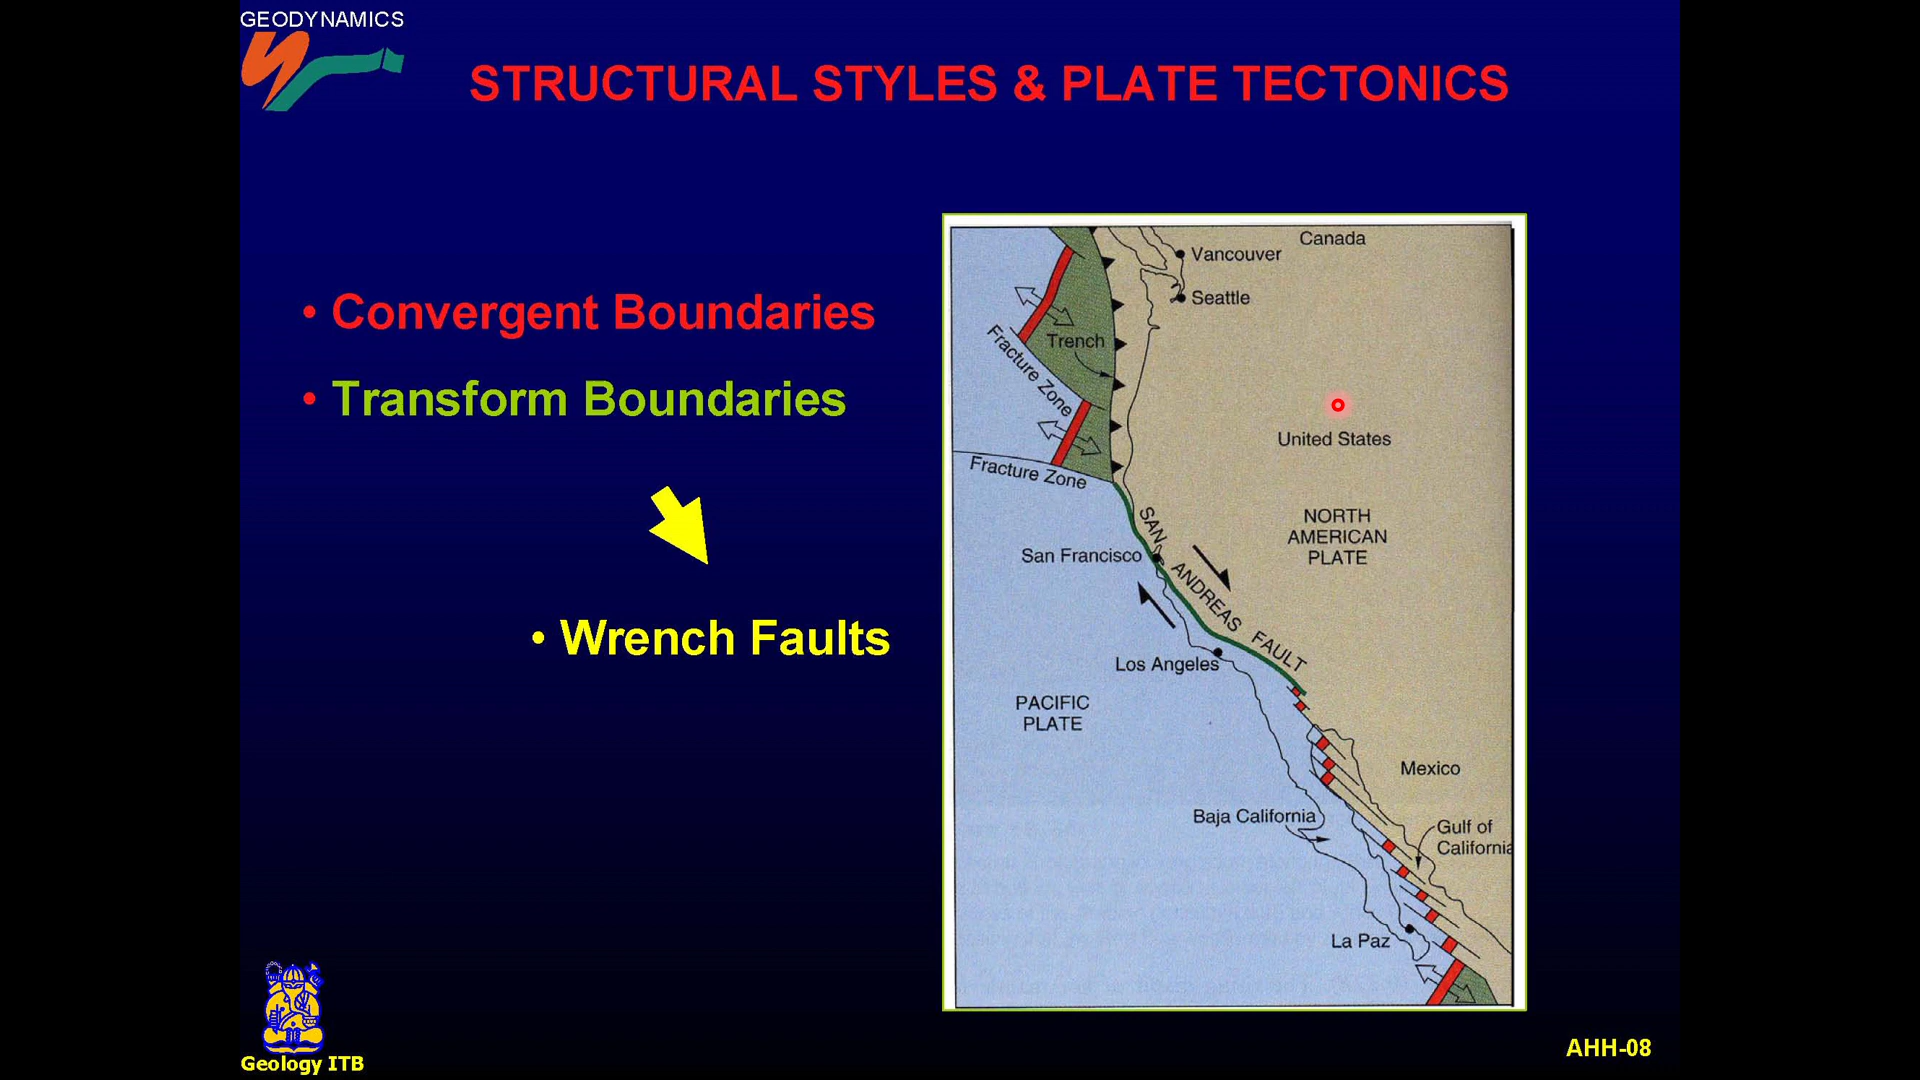 GEODYNAMICS
STRUCTURAL STYLES & PLATE TECTONICS
• Convergent Boundaries
• Transform Boundaries
• Wrench Faults
Canada
Vancouver
Seattle
Trench
Fracture Zone
United States
Fracture Zone
NORTH
AMERICAN
PLATE
San Francisco
SAN ANDREAS FAULT
Los Angeles
PACIFIC
PLATE
Mexico
Baja California
Gulf of
California
La Paz
Geology ITB
AHH-08